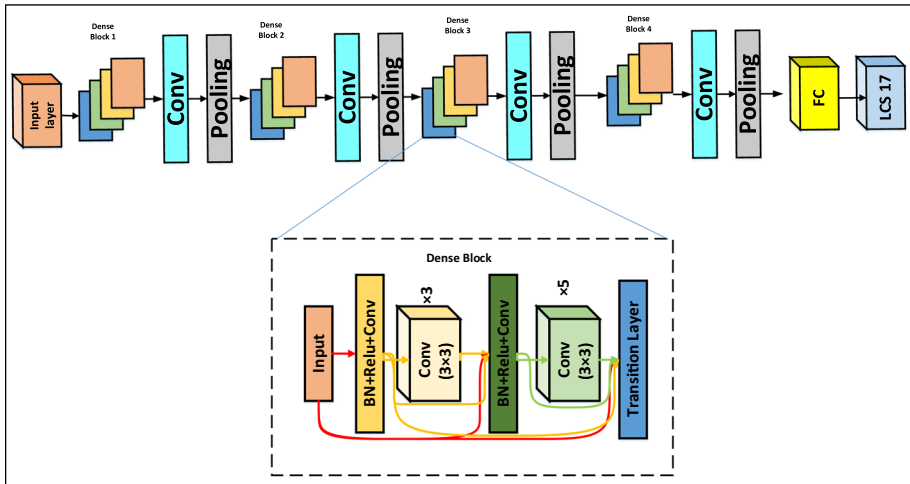 Dense
Block 1
Dense
Block 2
Dense
Block 3
Dense
Block 4
Input
layer
Conv
Pooling
Conv
Pooling
Conv
Pooling
Conv
Pooling
FC
LCS 17
Dense Block
Input
BN+Relu+Conv
×3
Conv
(3×3)
BN+Relu+Conv
×5
Conv
(3×3)
Transition Layer